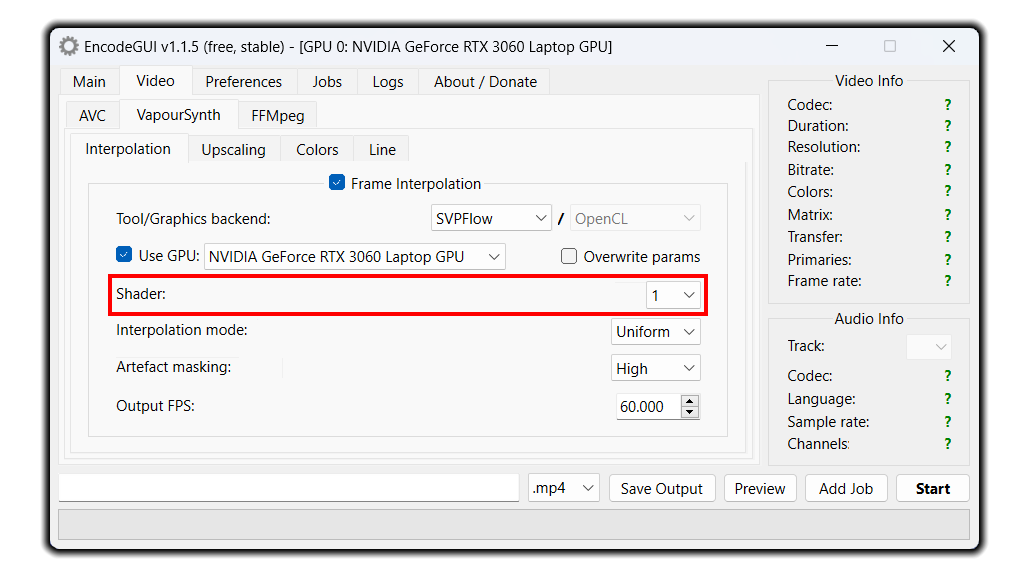 EncodeGUI v1.1.5 (free, stable) - [GPU 0: NVIDIA GeForce RTX 3060 Laptop GPU]
Main Video Preferences Jobs Logs About / Donate
AVC VapourSynth FFMpeg
Interpolation Upscaling Colors Line
Frame Interpolation
Tool/Graphics backend: SVPFlow / OpenCL
Use GPU: NVIDIA GeForce RTX 3060 Laptop GPU Overwrite params
Shader: 1
Interpolation mode: Uniform
Artefact masking: High
Output FPS: 60.000
Video Info
Codec: ?
Duration: ?
Resolution: ?
Bitrate: ?
Colors: ?
Matrix: ?
Transfer: ?
Primaries: ?
Frame rate: ?
Audio Info
Track:
Codec: ?
Language: ?
Sample rate: ?
Channels: ?
.mp4 Save Output Preview Add Job Start